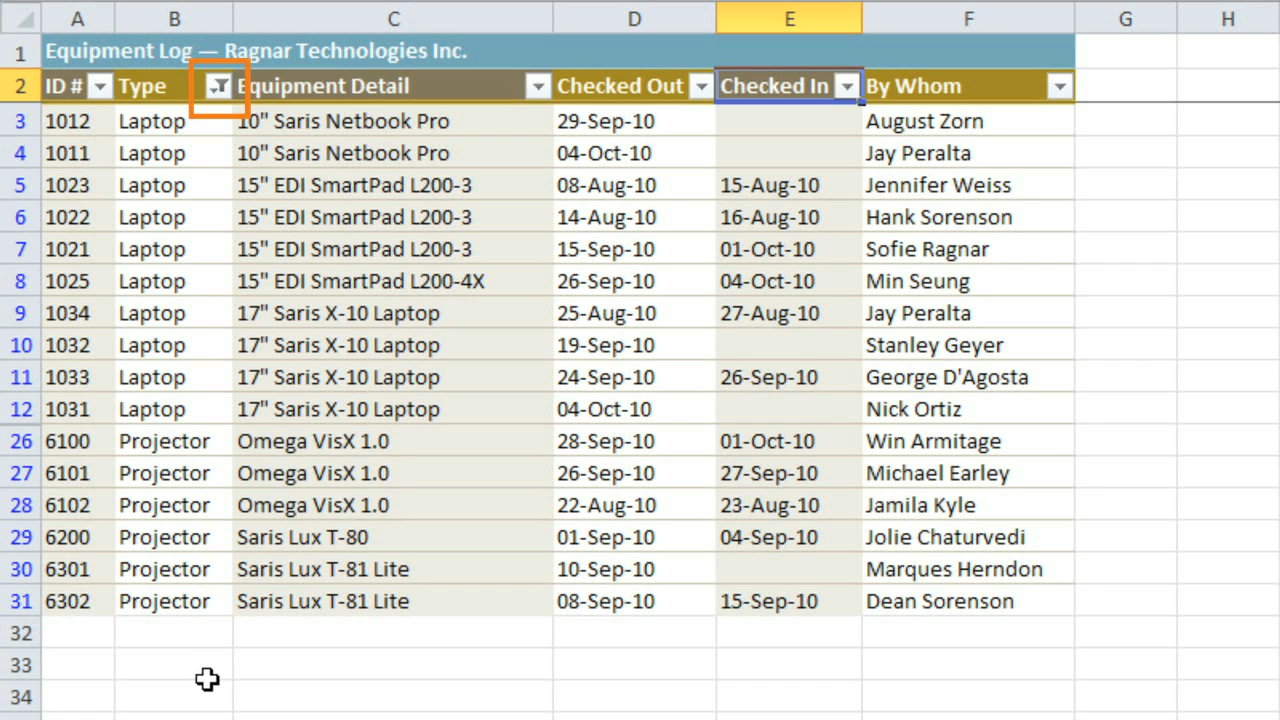 A B C D E F G H
1 Equipment Log — Ragnar Technologies Inc.
2 ID # Type Equipment Detail Checked Out Checked In By Whom
3 1012 Laptop 10" Saris Netbook Pro 29-Sep-10 August Zorn
4 1011 Laptop 10" Saris Netbook Pro 04-Oct-10 Jay Peralta
5 1023 Laptop 15" EDI SmartPad L200-3 08-Aug-10 15-Aug-10 Jennifer Weiss
6 1022 Laptop 15" EDI SmartPad L200-3 14-Aug-10 16-Aug-10 Hank Sorenson
7 1021 Laptop 15" EDI SmartPad L200-3 15-Sep-10 01-Oct-10 Sofie Ragnar
8 1025 Laptop 15" EDI SmartPad L200-4X 26-Sep-10 04-Oct-10 Min Seung
9 1034 Laptop 17" Saris X-10 Laptop 25-Aug-10 27-Aug-10 Jay Peralta
10 1032 Laptop 17" Saris X-10 Laptop 19-Sep-10 Stanley Geyer
11 1033 Laptop 17" Saris X-10 Laptop 24-Sep-10 26-Sep-10 George D'Agosta
12 1031 Laptop 17" Saris X-10 Laptop 04-Oct-10 Nick Ortiz
26 6100 Projector Omega VisX 1.0 28-Sep-10 01-Oct-10 Win Armitage
27 6101 Projector Omega VisX 1.0 26-Sep-10 27-Sep-10 Michael Earley
28 6102 Projector Omega VisX 1.0 22-Aug-10 23-Aug-10 Jamila Kyle
29 6200 Projector Saris Lux T-80 01-Sep-10 04-Sep-10 Jolie Chaturvedi
30 6301 Projector Saris Lux T-81 Lite 10-Sep-10 Marques Herndon
31 6302 Projector Saris Lux T-81 Lite 08-Sep-10 15-Sep-10 Dean Sorenson
32
33
34